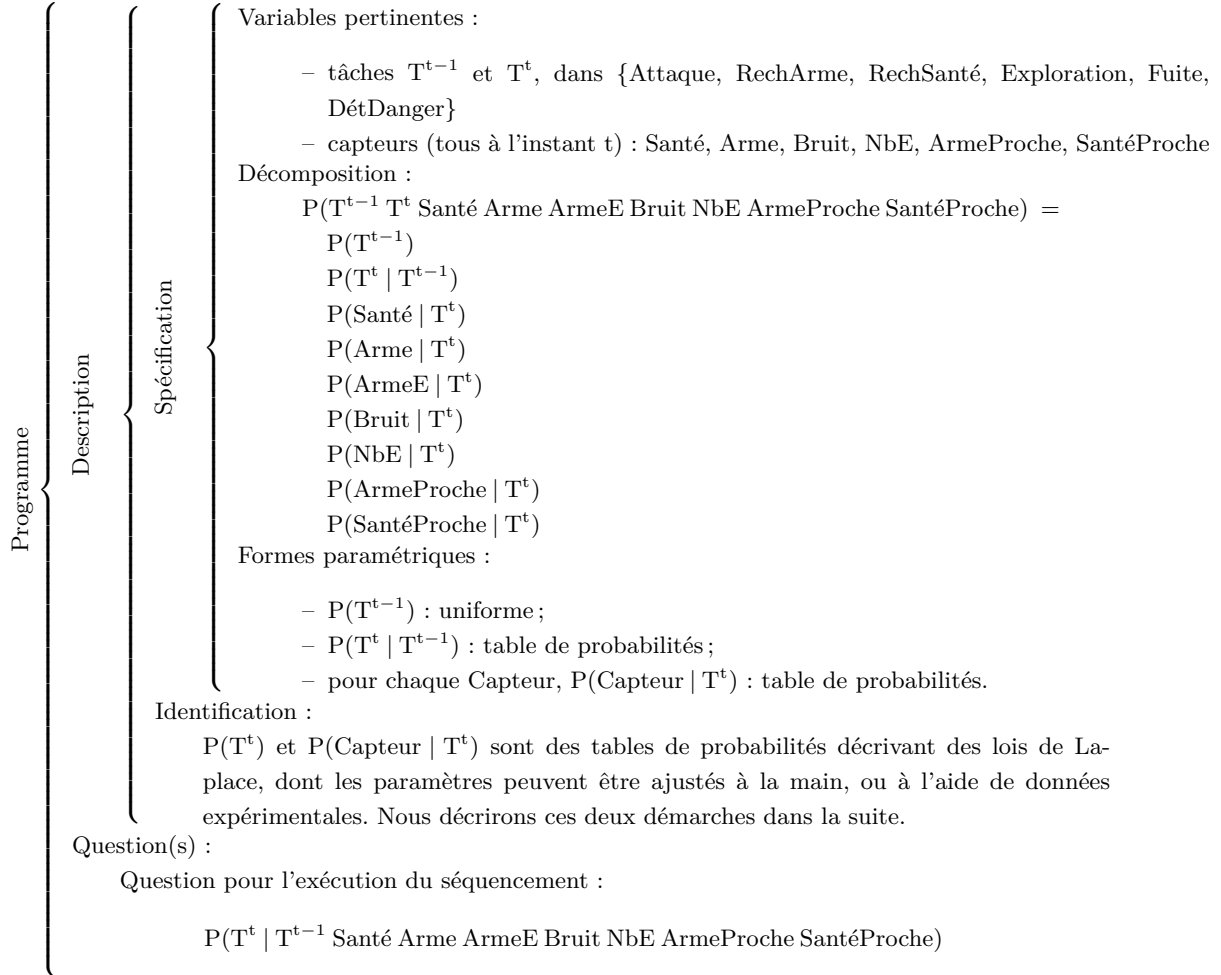 Programme
Description
Spécification
Variables pertinentes :
– tâches T^{t−1} et T^t, dans {Attaque, RechArme, RechSanté, Exploration, Fuite,
DétDanger}
– capteurs (tous à l'instant t) : Santé, Arme, Bruit, NbE, ArmeProche, SantéProche
Décomposition :
P(T^{t−1} T^t Santé Arme ArmeE Bruit NbE ArmeProche SantéProche) =
P(T^{t−1})
P(T^t | T^{t−1})
P(Santé | T^t)
P(Arme | T^t)
P(ArmeE | T^t)
P(Bruit | T^t)
P(NbE | T^t)
P(ArmeProche | T^t)
P(SantéProche | T^t)
Formes paramétriques :
– P(T^{t−1}) : uniforme ;
– P(T^t | T^{t−1}) : table de probabilités ;
– pour chaque Capteur, P(Capteur | T^t) : table de probabilités.
Identification :
P(T^t) et P(Capteur | T^t) sont des tables de probabilités décrivant des lois de La-
place, dont les paramètres peuvent être ajustés à la main, ou à l'aide de données
expérimentales. Nous décrirons ces deux démarches dans la suite.
Question(s) :
Question pour l'exécution du séquencement :
P(T^t | T^{t−1} Santé Arme ArmeE Bruit NbE ArmeProche SantéProche)